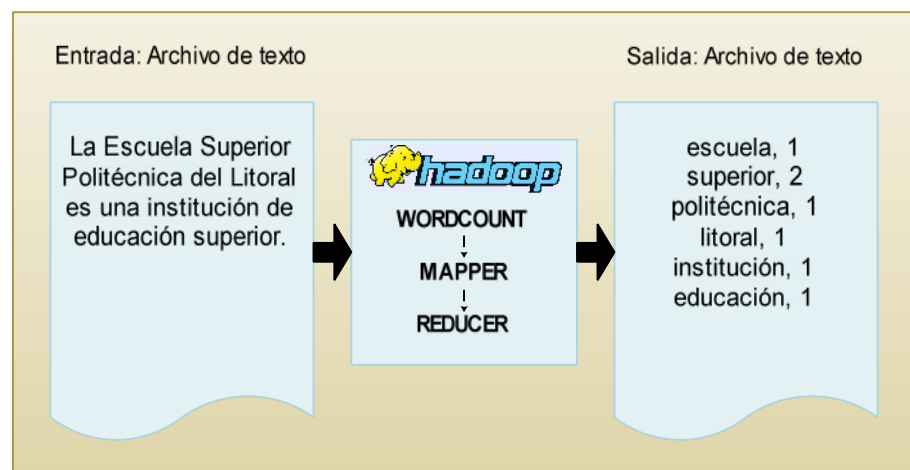 Entrada: Archivo de texto
La Escuela Superior
Politécnica del Litoral
es una institución de
educación superior.
hadoop
WORDCOUNT
MAPPER
REDUCER
Salida: Archivo de texto
escuela, 1
superior, 2
politécnica, 1
litoral, 1
institución, 1
educación, 1